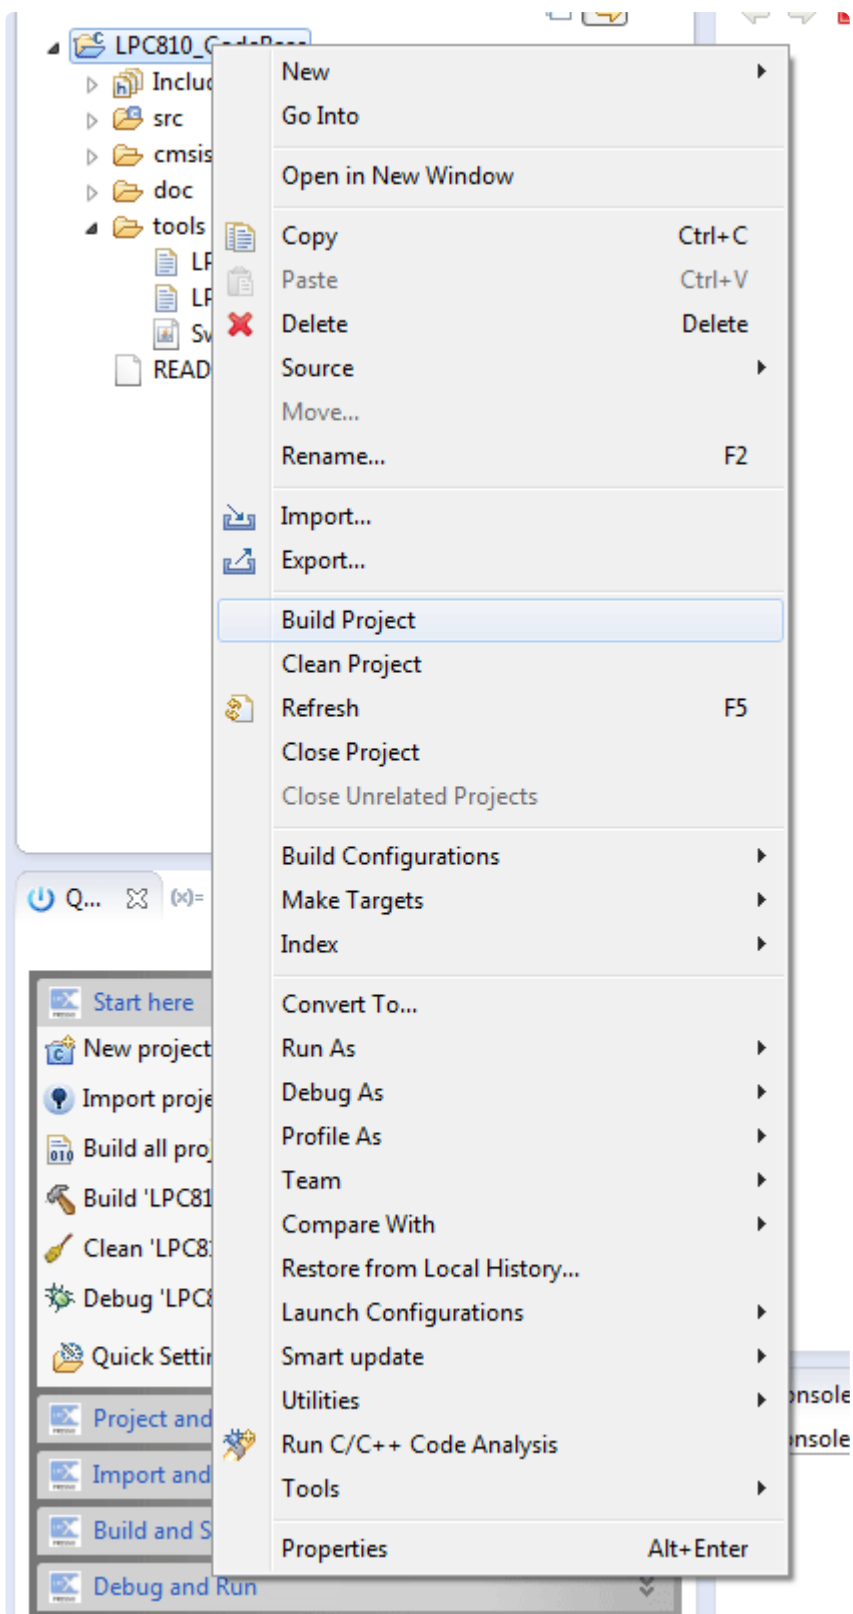 LPC810_CodeBase
Includ
src
cmsis
doc
tools
LP
LP
Sv
READ
New
Go Into
Open in New Window
Copy Ctrl+C
Paste Ctrl+V
Delete Delete
Source
Move...
Rename... F2
Import...
Export...
Build Project
Clean Project
Refresh F5
Close Project
Close Unrelated Projects
Build Configurations
Make Targets
Index
Convert To...
Run As
Debug As
Profile As
Team
Compare With
Restore from Local History...
Launch Configurations
Smart update
Utilities
Run C/C++ Code Analysis
Tools
Properties Alt+Enter
Q... (x)=
Start here
New project
Import proje
Build all proj
Build 'LPC81
Clean 'LPC8
Debug 'LPC8
Quick Settin
Project and
Import and
Build and S
Debug and Run
onsole
onsole